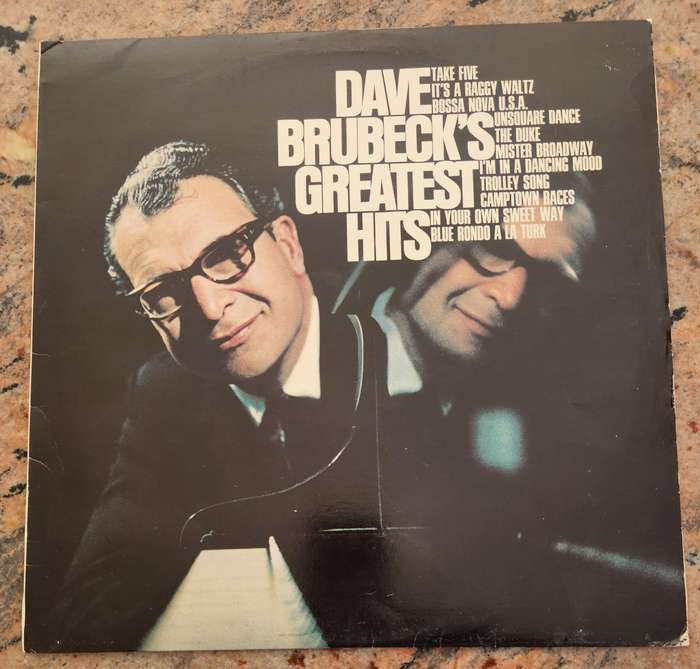 DAVE
BRUBECK'S
GREATEST
HITS
TAKE FIVE
IT'S A RAGGY WALTZ
BOSSA NOVA U.S.A.
UNSQUARE DANCE
THE DUKE
MISTER BROADWAY
I'M IN A DANCING MOOD
TROLLEY SONG
CAMPTOWN RACES
IN YOUR OWN SWEET WAY
BLUE RONDO A LA TURK